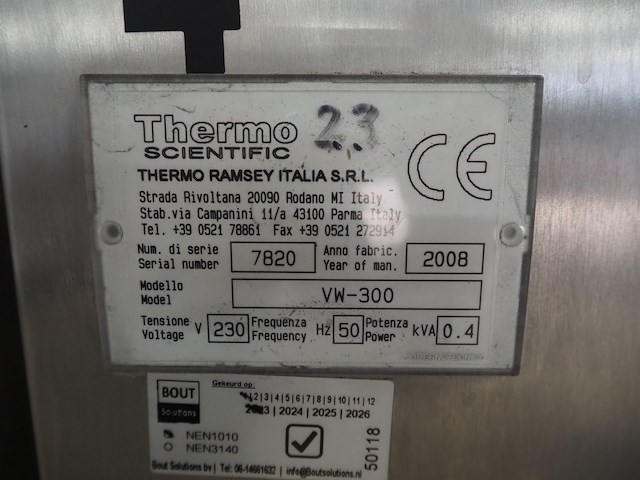 Thermo 23
SCIENTIFIC
CE
THERMO RAMSEY ITALIA S.R.L.
Strada Rivoltana 20090 Rodano MI Italy
Stab.via Campanini 11/a 43100 Parma Italy
Tel. +39 0521 78861 Fax +39 0521 272914
Num. di serie
Serial number 7820
Anno fabric.
Year of man. 2008
Modello
Model VW-300
Tensione
Voltage V 230
Frequenza
Frequency Hz 50
Potenza
Power kVA 0.4
BOUT
Solutions
Gekeurd op:
2|3|4|5|6|7|8|9|10|11|12
2023 | 2024 | 2025 | 2026
NEN1010
NEN3140
50118
Bout Solutions bv | Tel: 06-14661632 | info@Boutsolutions.nl